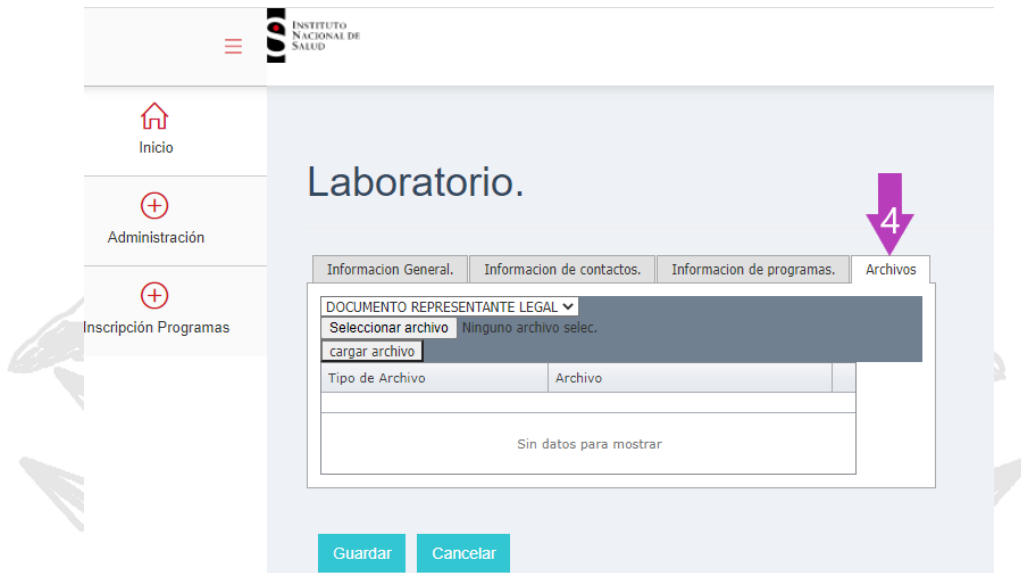 INSTITUTO
NACIONAL DE
SALUD
Inicio
Administración
Inscripción Programas
Laboratorio.
4
Informacion General. Informacion de contactos. Informacion de programas. Archivos
DOCUMENTO REPRESENTANTE LEGAL
Seleccionar archivo Ninguno archivo selec.
cargar archivo
Tipo de Archivo Archivo
Sin datos para mostrar
Guardar Cancelar